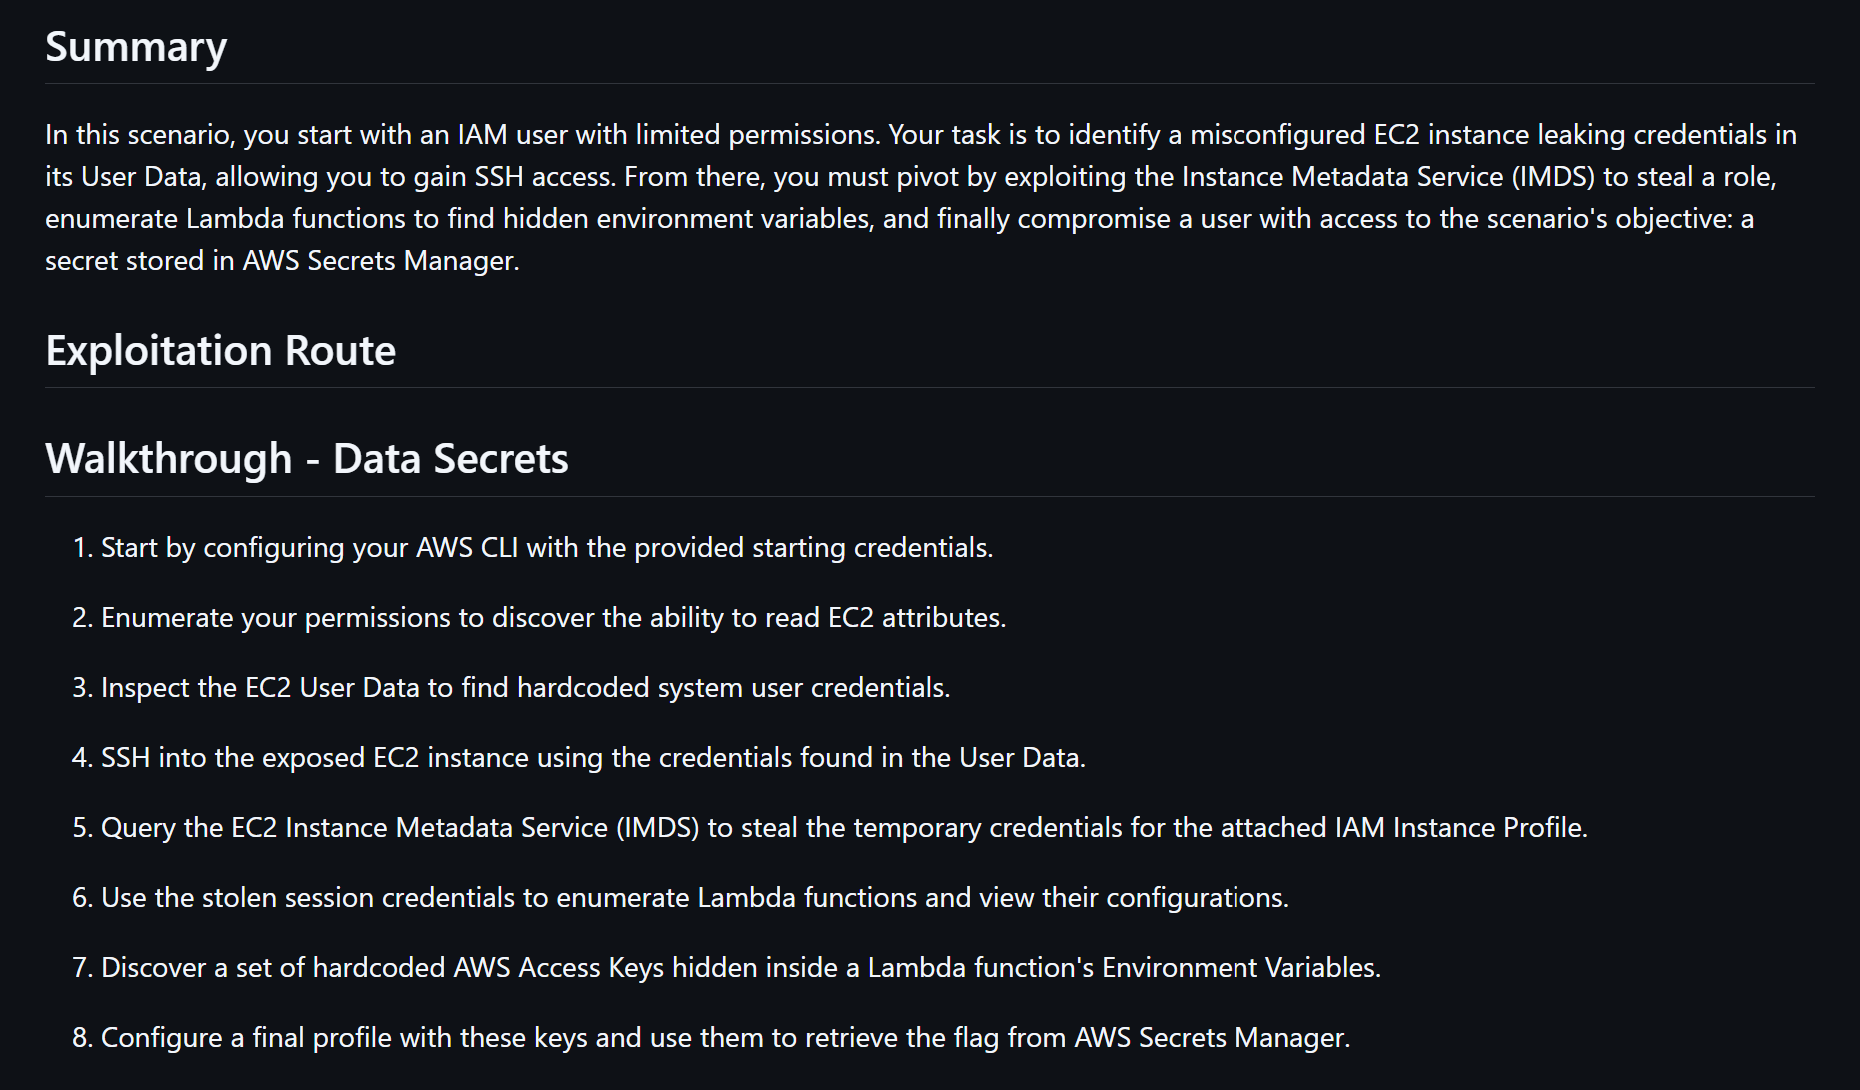 Summary
In this scenario, you start with an IAM user with limited permissions. Your task is to identify a misconfigured EC2 instance leaking credentials in
its User Data, allowing you to gain SSH access. From there, you must pivot by exploiting the Instance Metadata Service (IMDS) to steal a role,
enumerate Lambda functions to find hidden environment variables, and finally compromise a user with access to the scenario's objective: a
secret stored in AWS Secrets Manager.
Exploitation Route
Walkthrough - Data Secrets
1. Start by configuring your AWS CLI with the provided starting credentials.
2. Enumerate your permissions to discover the ability to read EC2 attributes.
3. Inspect the EC2 User Data to find hardcoded system user credentials.
4. SSH into the exposed EC2 instance using the credentials found in the User Data.
5. Query the EC2 Instance Metadata Service (IMDS) to steal the temporary credentials for the attached IAM Instance Profile.
6. Use the stolen session credentials to enumerate Lambda functions and view their configurations.
7. Discover a set of hardcoded AWS Access Keys hidden inside a Lambda function's Environment Variables.
8. Configure a final profile with these keys and use them to retrieve the flag from AWS Secrets Manager.